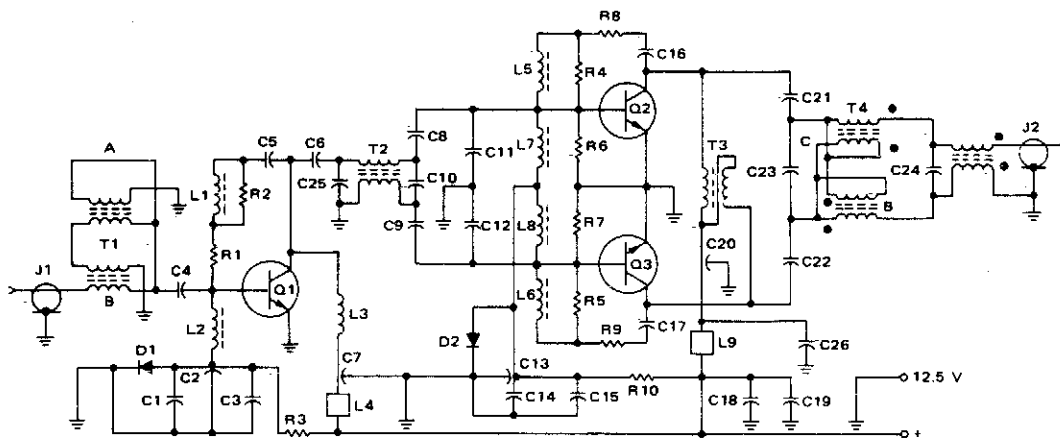 R8
C16
L5
R4
Q2
C21
T4
J2
C5
C6
T2
C8
L7
R6
T3
C
A
C11
C10
C23
C24
L1
R2
C25
C9
C12
L8
R7
B
T1
R1
C20
J1
C4
Q1
L3
L6
Q3
C22
B
L2
R5
D2
R9
C17
L9
C26
D1
C7
C13
C2
R10
12.5 V
C1
C3
L4
C14
C15
C18
C19
R3
+